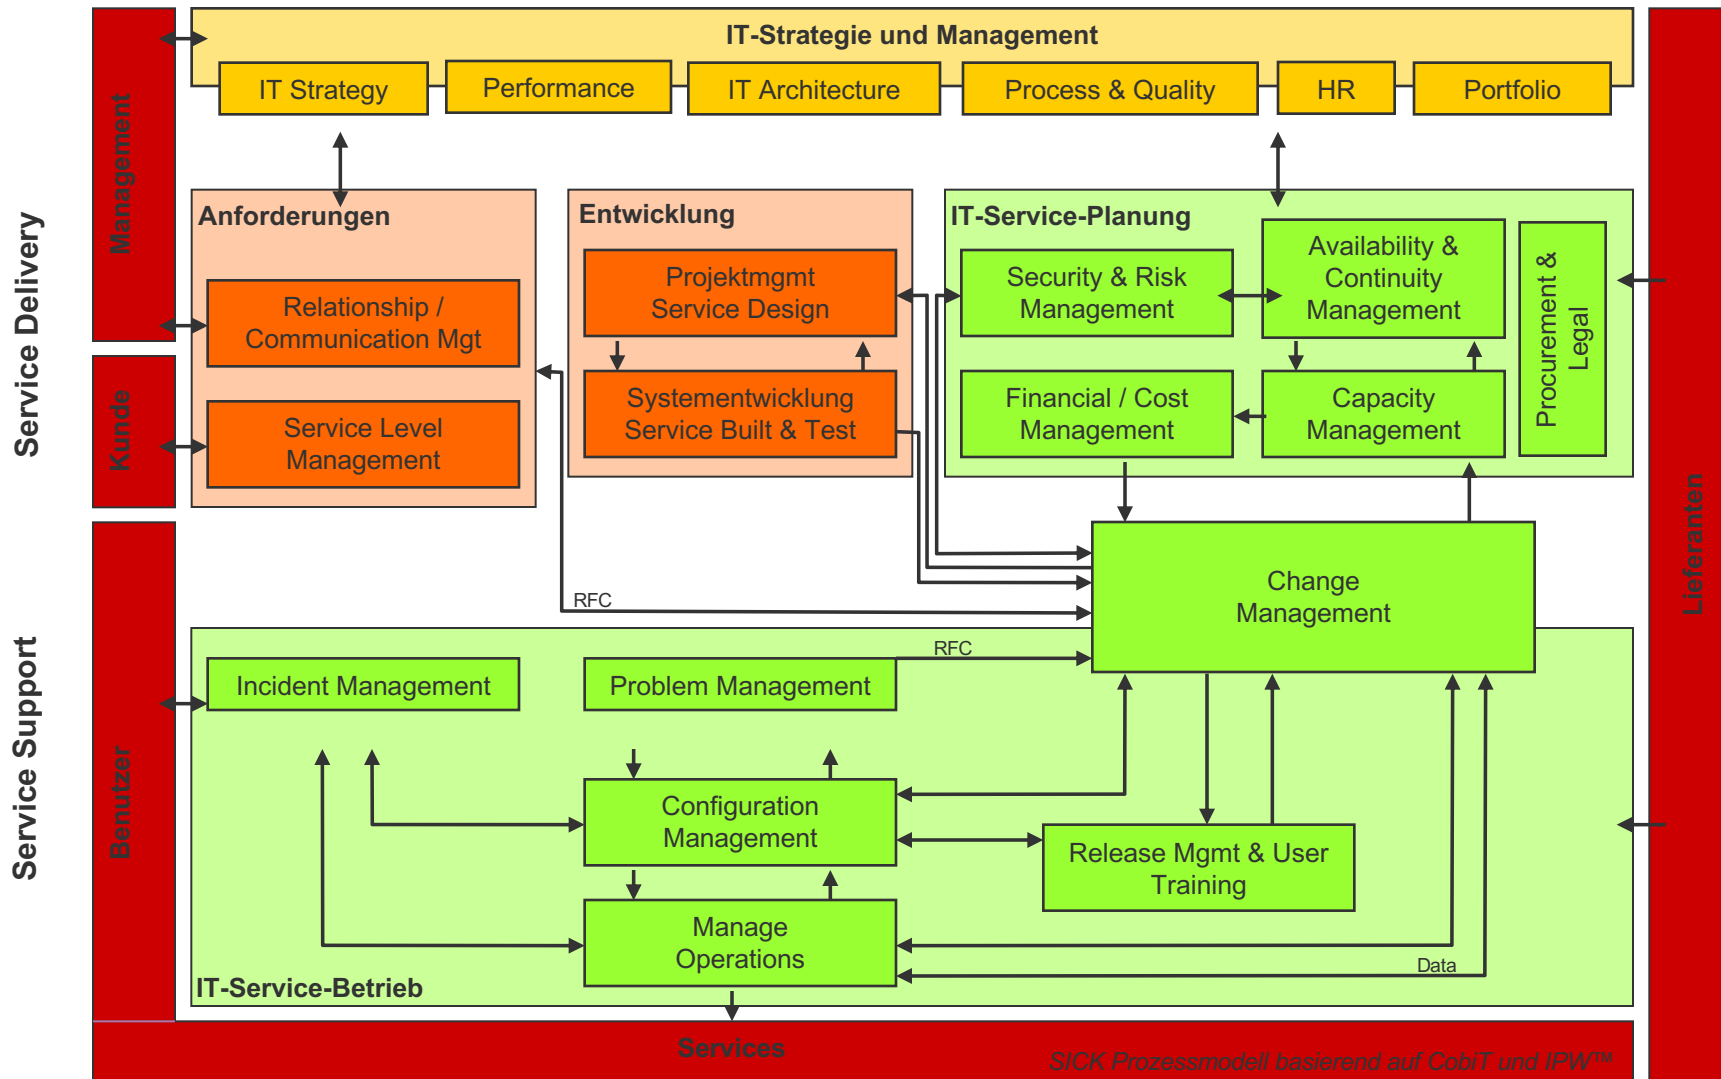 IT-Strategie und Management
IT Strategy
Performance
IT Architecture
Process & Quality
HR
Portfolio
Management
Service Delivery
Anforderungen
Relationship /
Communication Mgt
Service Level
Management
Kunde
Entwicklung
Projektmgmt
Service Design
Systementwicklung
Service Built & Test
IT-Service-Planung
Security & Risk
Management
Availability &
Continuity
Management
Financial / Cost
Management
Capacity
Management
Procurement &
Legal
Lieferanten
Change
Management
RFC
RFC
Service Support
Benutzer
Incident Management
Problem Management
Configuration
Management
Release Mgmt & User
Training
Manage
Operations
Data
IT-Service-Betrieb
Services
SICK Prozessmodell basierend auf CobiT und IPW™